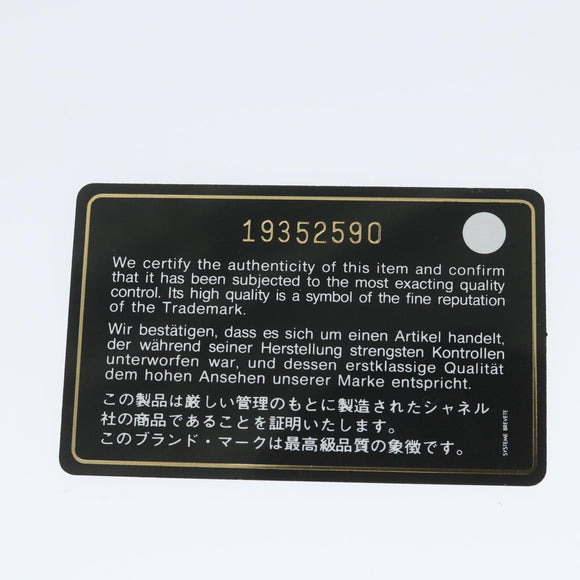 19352590
We certify the authenticity of this item and confirm
that it has been subjected to the most exacting quality
control. Its high quality is a symbol of the fine reputation
of the Trademark.
Wir bestätigen, dass es sich um einen Artikel handelt,
der während seiner Herstellung strengsten Kontrollen
unterworfen war, und dessen erstklassige Qualität
dem hohen Ansehen unserer Marke entspricht.
この製品は厳しい管理のもとに製造されたシャネル
社の商品であることを証明いたします。
このブランド・マークは最高級品質の象徴です。
SYSTEME BREVETE